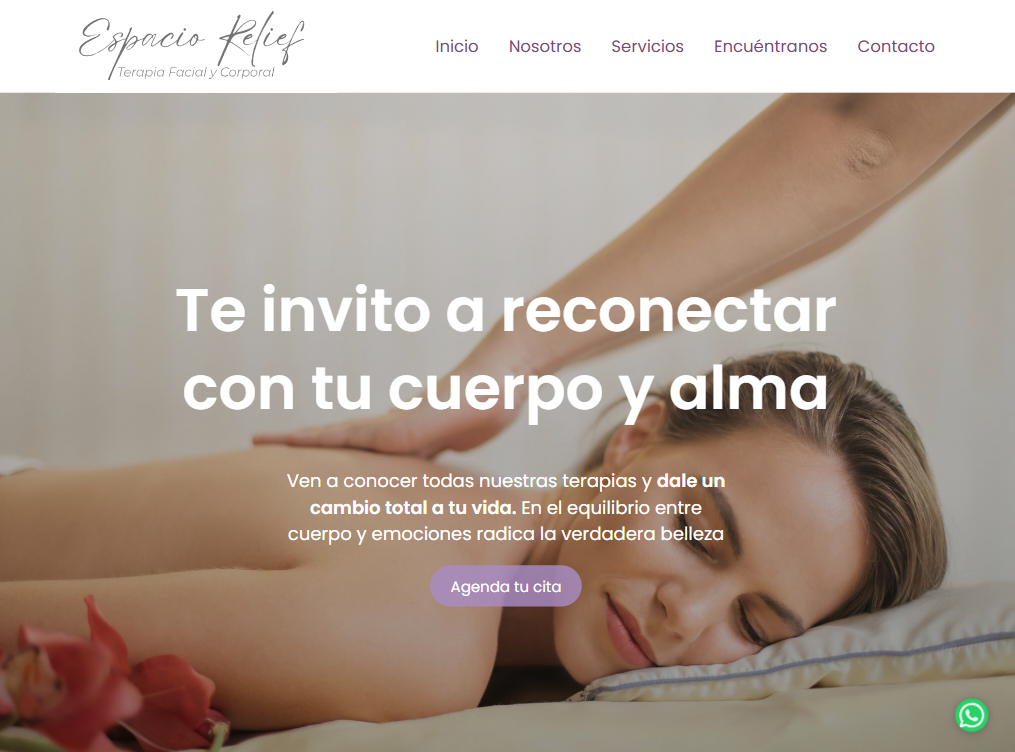 Espacio Relief
Terapia Facial y Corporal
Inicio Nosotros Servicios Encuéntranos Contacto
Te invito a reconectar
con tu cuerpo y alma
Ven a conocer todas nuestras terapias y dale un
cambio total a tu vida. En el equilibrio entre
cuerpo y emociones radica la verdadera belleza
Agenda tu cita